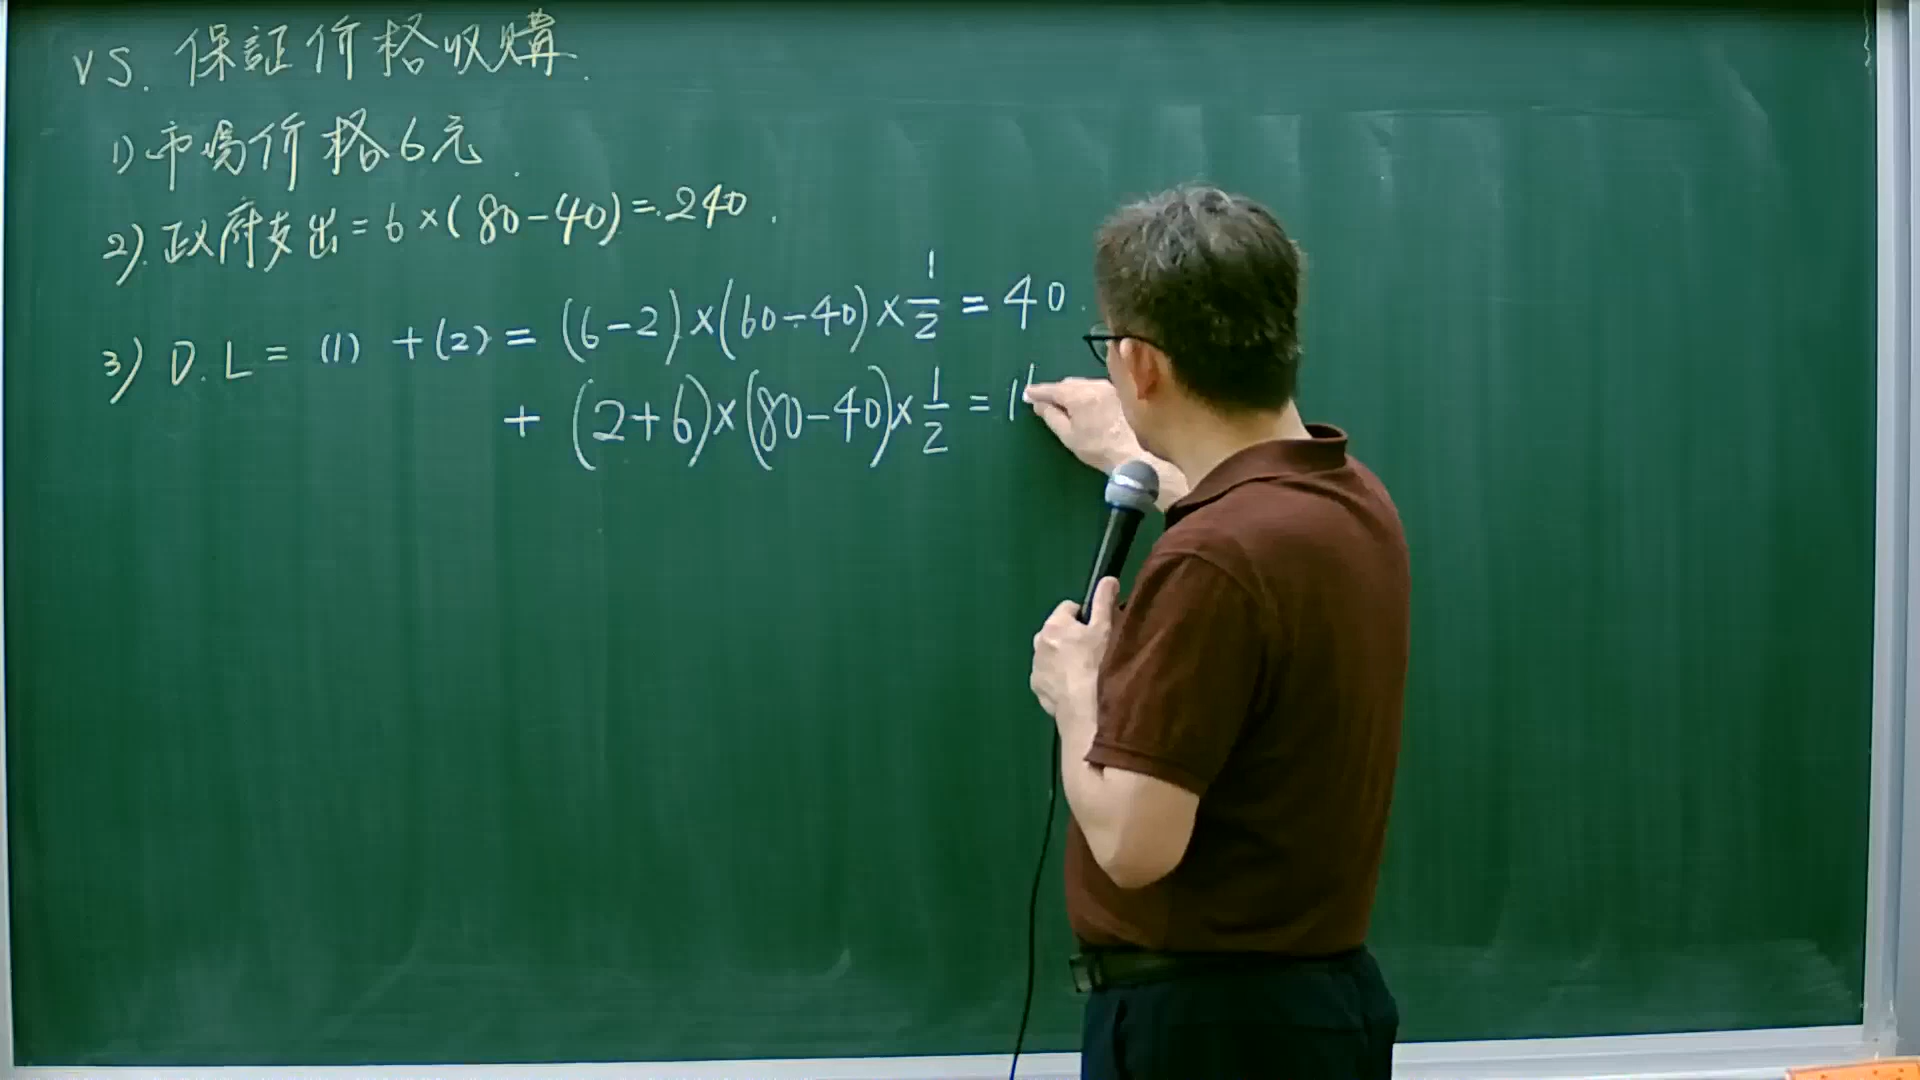 VS. 保証价格收購.
1) 市場价格6元.
2). 政府支出 = 6 × (80-40) = 240.
3) D.L = (1) + (2) = (6-2) × (60-40) × 1/2 = 40.
+ (2+6) × (80-40) × 1/2 = 1